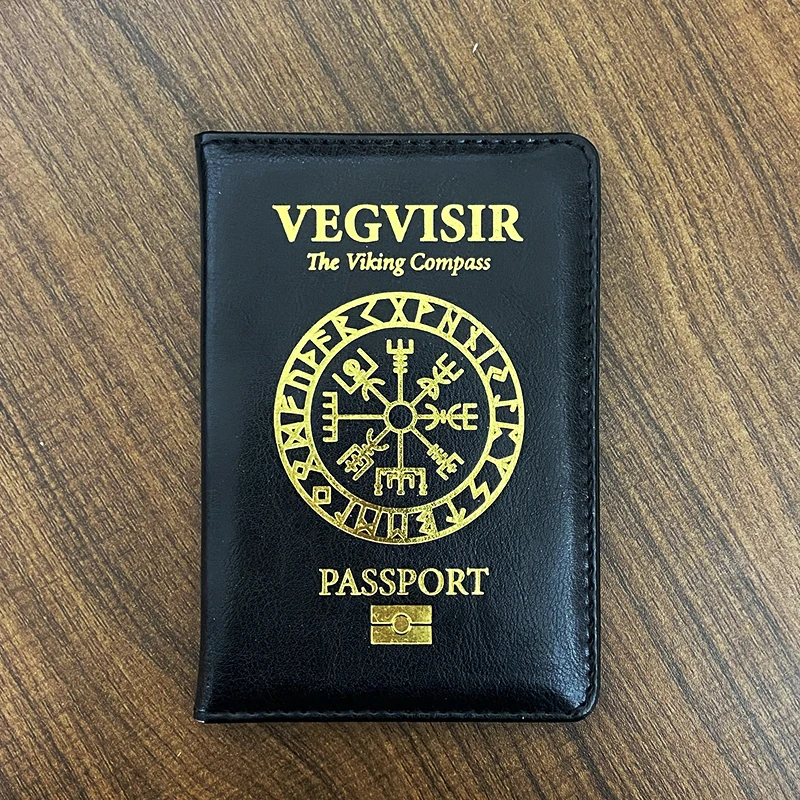 VEGVISIR
The Viking Compass
PASSPORT